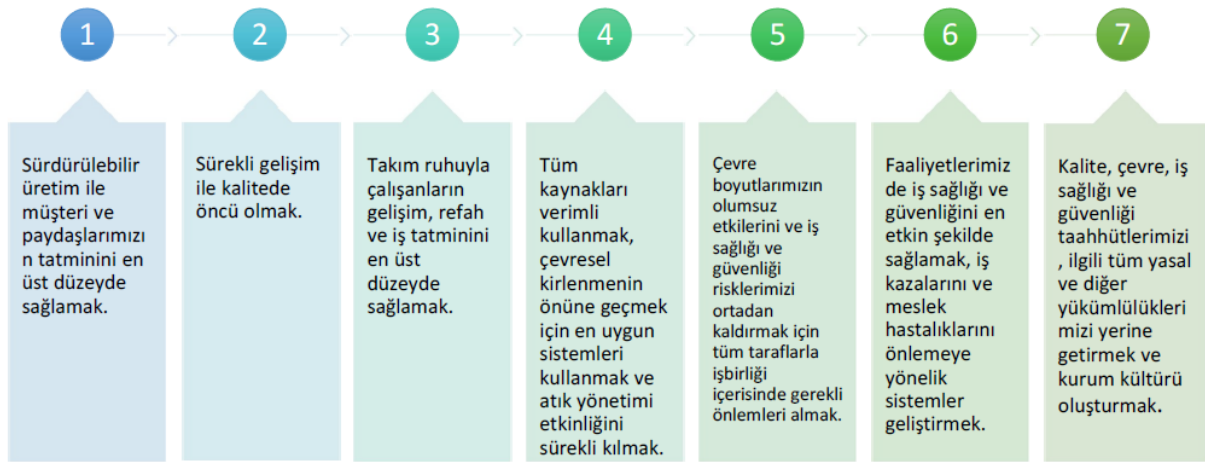 1
2
3
4
5
6
7
Sürdürülebilir
üretim ile
müşteri ve
paydaşlarımızı
n tatminini en
üst düzeyde
sağlamak.
Sürekli gelişim
ile kalitede
öncü olmak.
Takım ruhuyla
çalışanların
gelişim, refah
ve iş tatminini
en üst
düzeyde
sağlamak.
Tüm
kaynakları
verimli
kullanmak,
çevresel
kirlenmenin
önüne geçmek
için en uygun
sistemleri
kullanmak ve
atık yönetimi
etkinliğini
sürekli kılmak.
Çevre
boyutlarımızın
olumsuz
etkilerini ve iş
sağlığı ve
güvenliği
risklerimizi
ortadan
kaldırmak için
tüm taraflarla
işbirliği
içerisinde gerekli
önlemleri almak.
Faaliyetlerimiz
de iş sağlığı ve
güvenliğini en
etkin şekilde
sağlamak, iş
kazalarını ve
meslek
hastalıklarını
önlemeye
yönelik
sistemler
geliştirmek.
Kalite, çevre, iş
sağlığı ve
güvenliği
taahhütlerimizi
, ilgili tüm yasal
ve diğer
yükümlülükleri
mizi yerine
getirmek ve
kurum kültürü
oluşturmak.